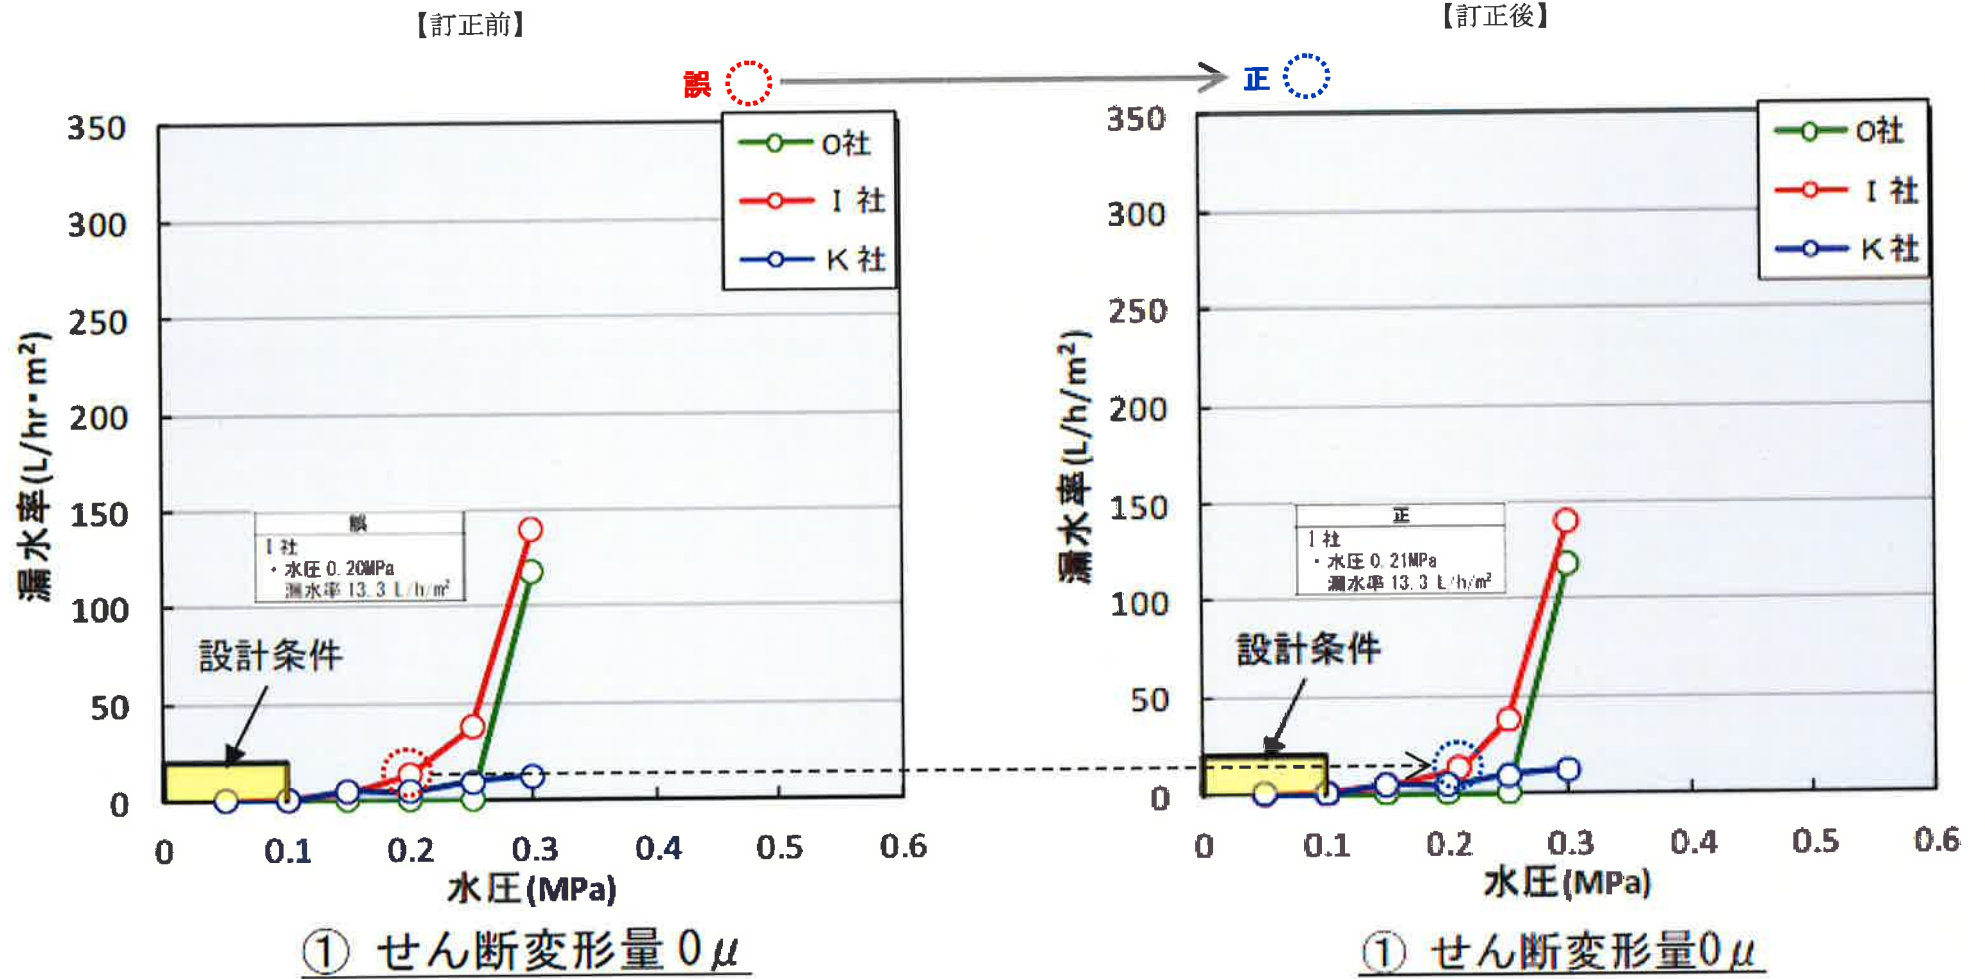 【訂正前】
【訂正後】
誤
正
350
300
250
200
150
100
50
0
漏水率(L/hr・m²)
O社
I 社
K 社
誤
I 社
・水圧 0.20MPa
漏水率 13.3 L/h/㎡
設計条件
0 0.1 0.2 0.3 0.4 0.5 0.6
水圧(MPa)
① せん断変形量 0μ
350
300
250
200
150
100
50
0
漏水率(L/h/m²)
O社
I 社
K 社
正
I 社
・水圧 0.21MPa
漏水率 13.3 L/h/㎡
設計条件
0 0.1 0.2 0.3 0.4 0.5 0.6
水圧(MPa)
① せん断変形量0μ